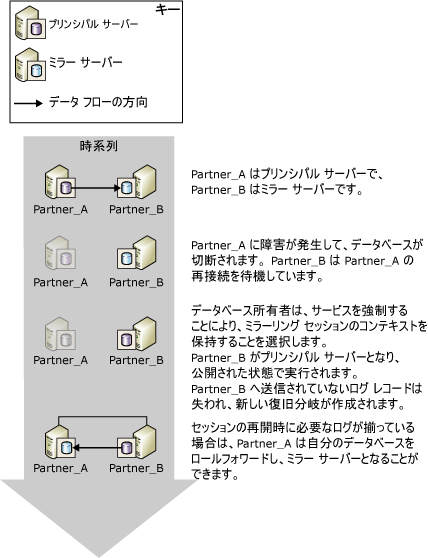 キー
プリンシパル サーバー
ミラー サーバー
データ フローの方向
時系列
Partner_A
Partner_B
Partner_A はプリンシパル サーバーで、
Partner_B はミラー サーバーです。
Partner_A
Partner_B
Partner_A に障害が発生して、データベースが
切断されます。 Partner_B は Partner_A の
再接続を待機しています。
Partner_A
Partner_B
データベース所有者は、サービスを強制する
ことにより、ミラーリング セッションのコンテキストを
保持することを選択します。
Partner_B がプリンシパル サーバーとなり、
公開された状態で実行されます。
Partner_B へ送信されていないログ レコードは
失われ、新しい復旧分岐が作成されます。
Partner_A
Partner_B
セッションの再開時に必要なログが揃っている
場合は、Partner_A は自分のデータベースを
ロールフォワードし、ミラー サーバーとなることが
できます。